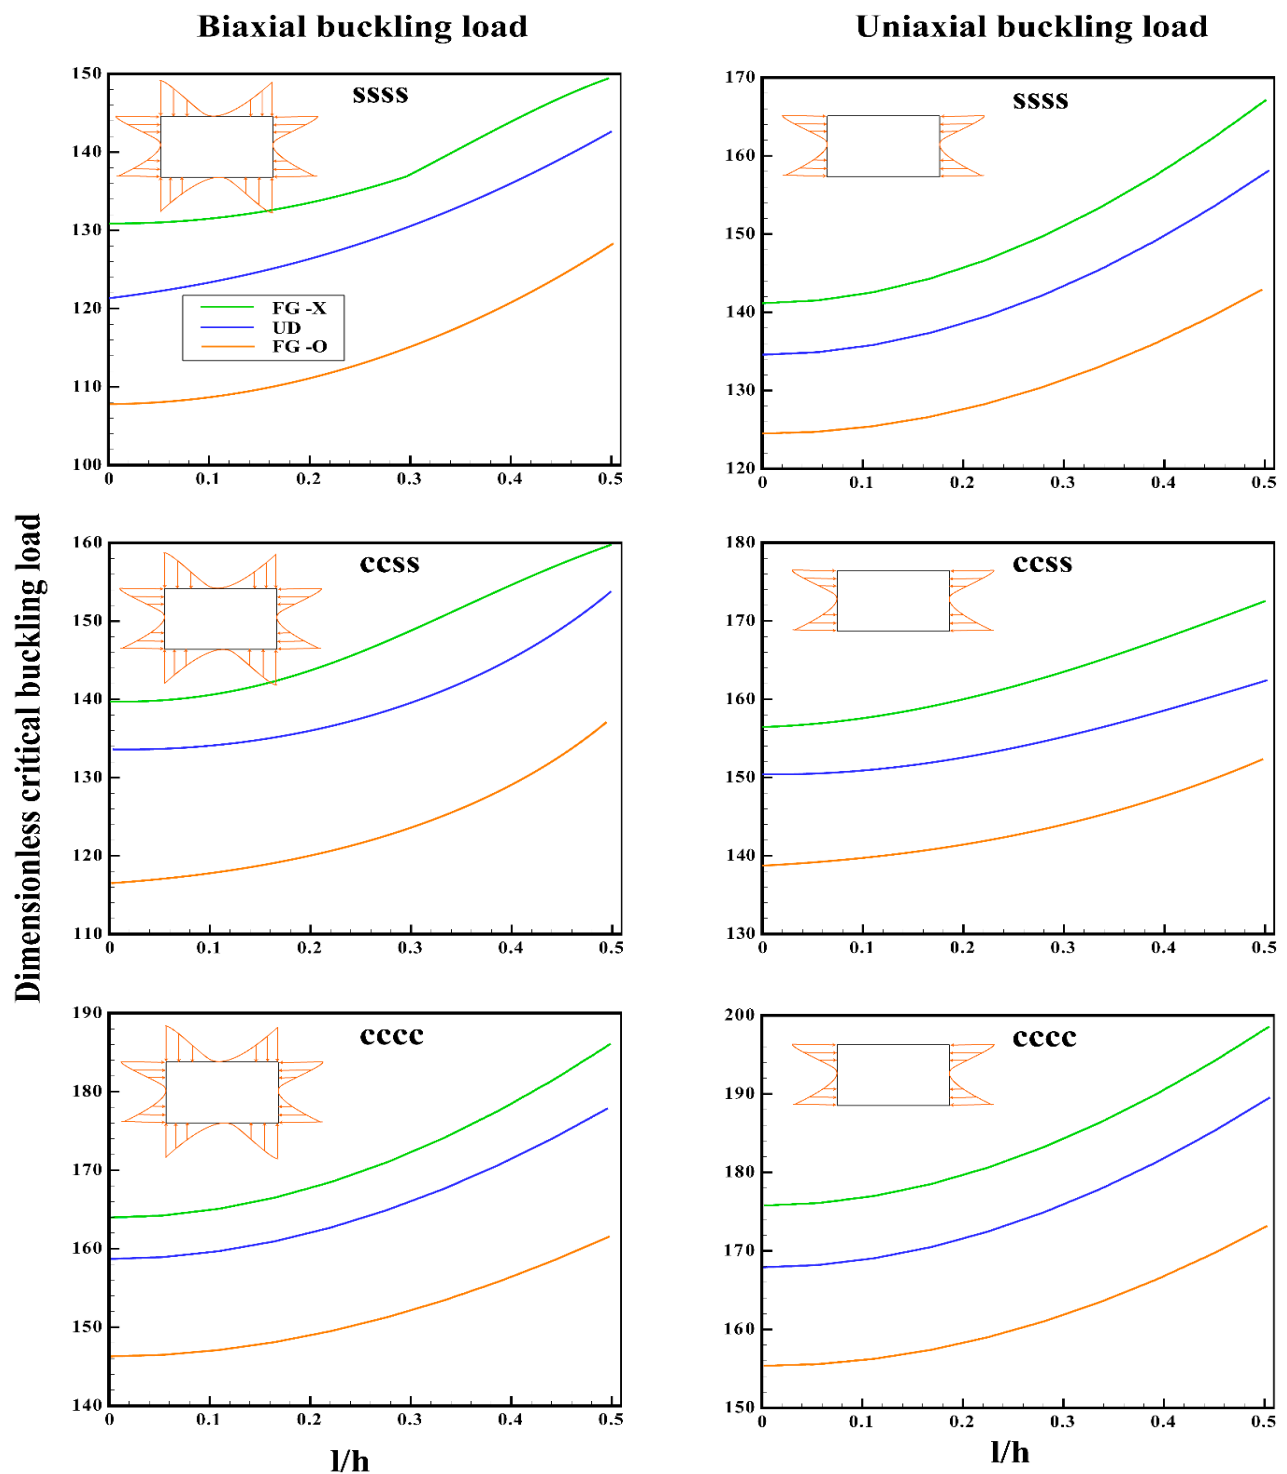 Biaxial buckling load
Uniaxial buckling load
Dimensionless critical buckling load
ssss
150
140
130
120
110
100
0 0.1 0.2 0.3 0.4 0.5
FG -X
UD
FG -O
ssss
170
160
150
140
130
120
0 0.1 0.2 0.3 0.4 0.5
ccss
160
150
140
130
120
110
0 0.1 0.2 0.3 0.4 0.5
ccss
180
170
160
150
140
130
0 0.1 0.2 0.3 0.4 0.5
cccc
190
180
170
160
150
140
0 0.1 0.2 0.3 0.4 0.5
l/h
cccc
200
190
180
170
160
150
0 0.1 0.2 0.3 0.4 0.5
l/h